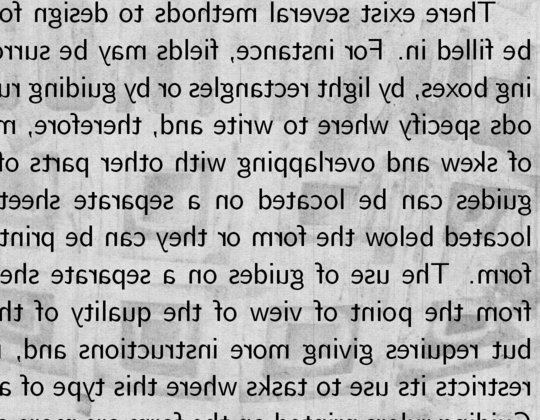 There exist several methods to design fo
be filled in. For instance, fields may be surro
ing boxes, by light rectangles or by guiding ru
ods specify where to write and, therefore, m
of skew and overlapping with other parts of
guides can be located on a separate sheet
located below the form or they can be print
form. The use of guides on a separate she
from the point of view of the quality of th
but requires giving more instructions and,
restricts its use to tasks where this type of a